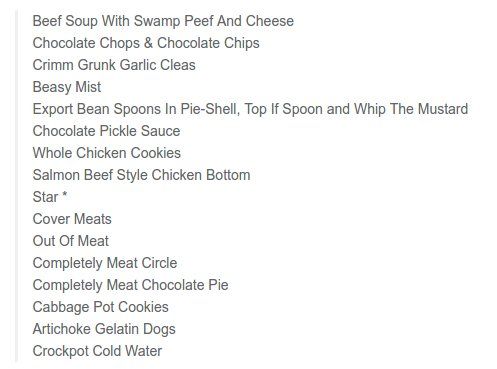 Beef Soup With Swamp Peef And Cheese
Chocolate Chops & Chocolate Chips
Crimm Grunk Garlic Cleas
Beasy Mist
Export Bean Spoons In Pie-Shell, Top If Spoon and Whip The Mustard
Chocolate Pickle Sauce
Whole Chicken Cookies
Salmon Beef Style Chicken Bottom
Star *
Cover Meats
Out Of Meat
Completely Meat Circle
Completely Meat Chocolate Pie
Cabbage Pot Cookies
Artichoke Gelatin Dogs
Crockpot Cold Water